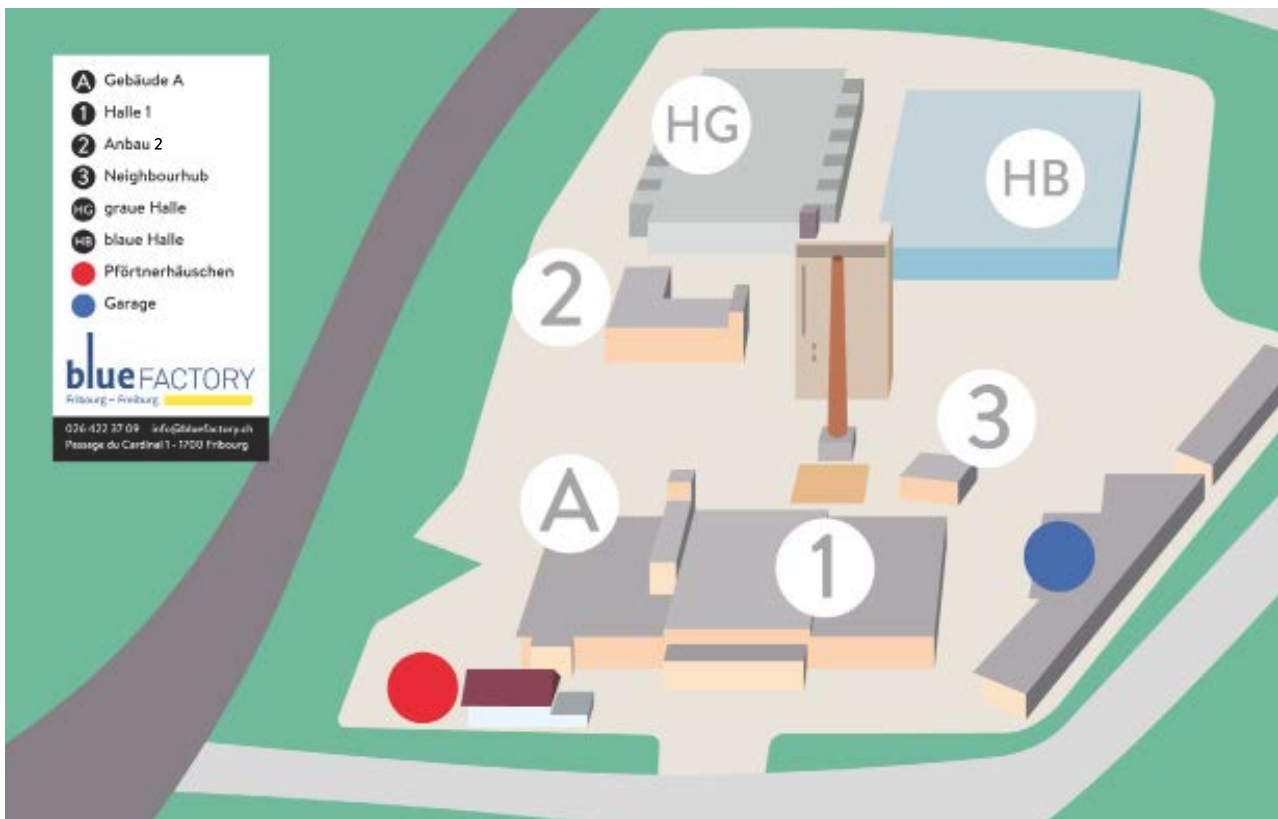 A Gebäude A
1 Halle 1
2 Anbau 2
3 Neighbourhub
HG graue Halle
HB blaue Halle
Pförtnerhäuschen
Garage
blueFACTORY
Fribourg – Freiburg
026 422 37 09 info@bluefactory.ch
Passage du Cardinal 1 - 1700 Fribourg
HG
HB
2
3
A
1